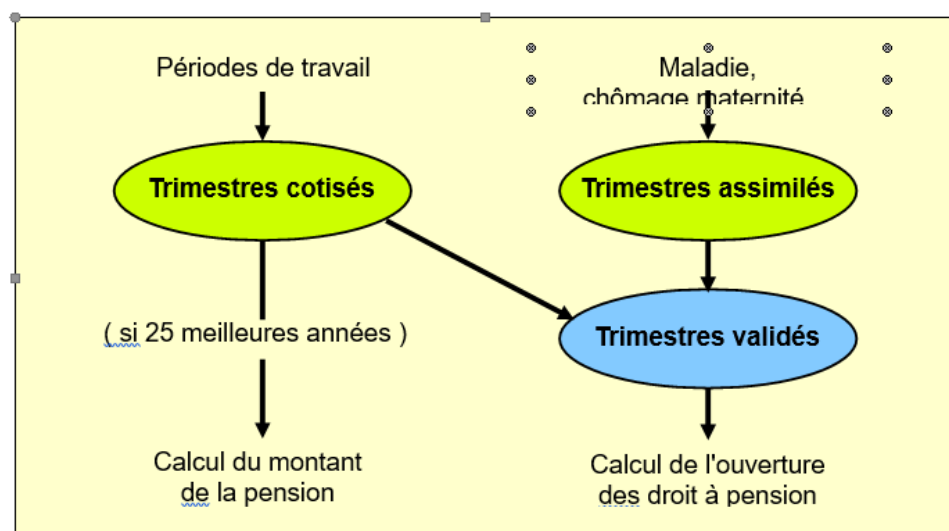 Périodes de travail
Maladie,
chômage maternité
Trimestres cotisés
Trimestres assimilés
( si 25 meilleures années )
Trimestres validés
Calcul du montant
de la pension
Calcul de l'ouverture
des droit à pension